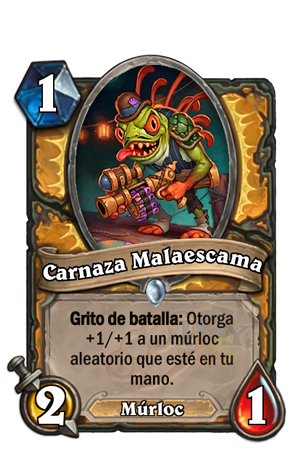 1
Carnaza Malaescama
Grito de batalla: Otorga
+1/+1 a un múrloc
aleatorio que esté en tu
mano.
2
Múrloc
1